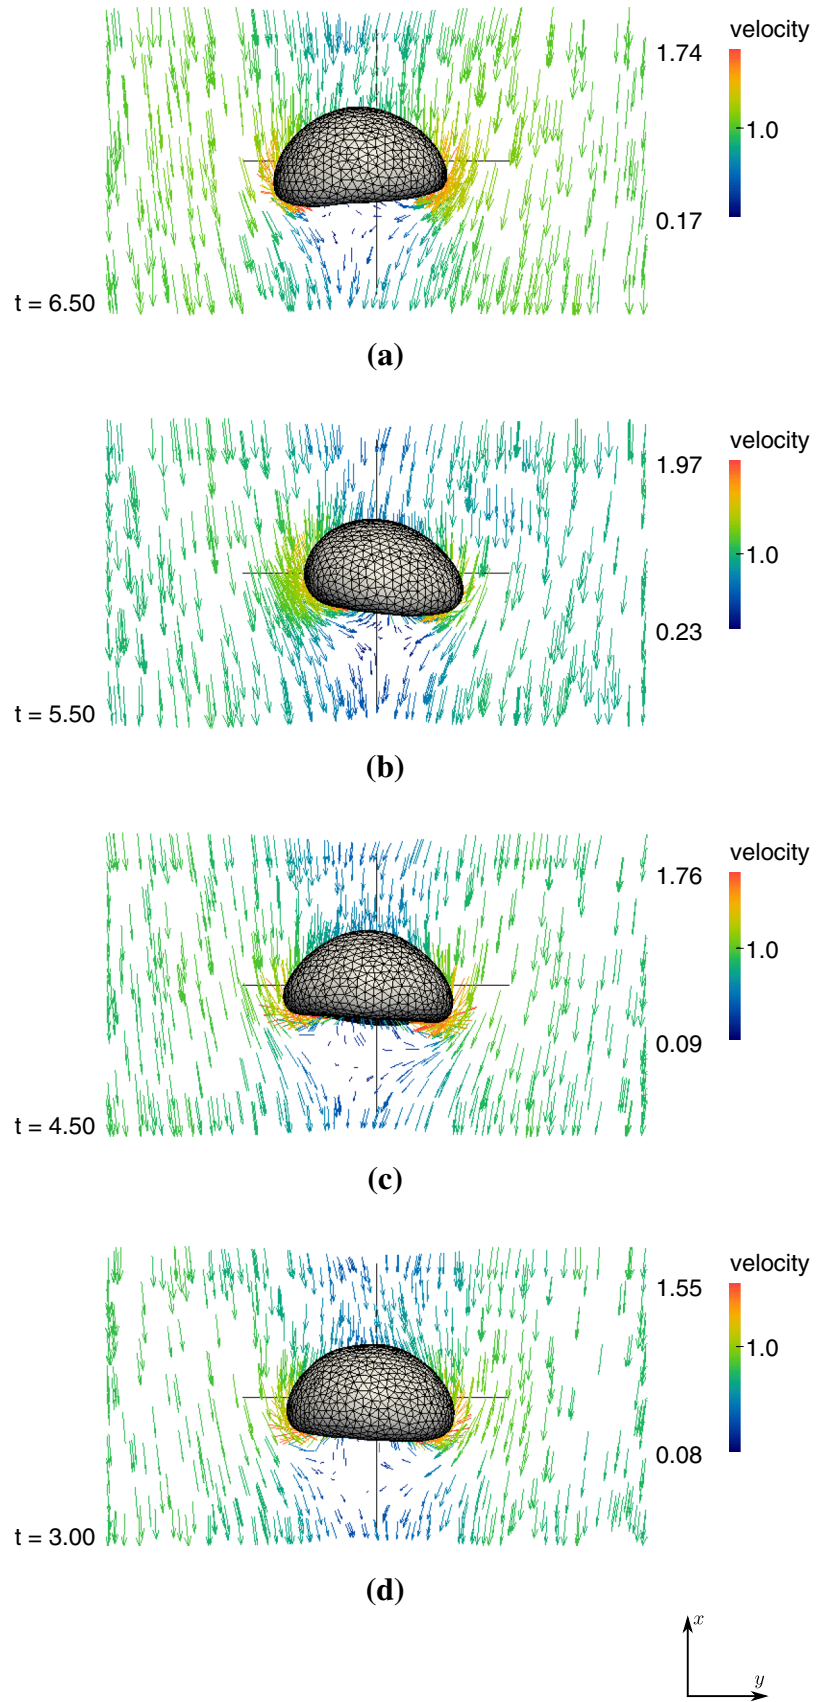 velocity
1.74
1.0
0.17
t = 6.50
(a)
velocity
1.97
1.0
0.23
t = 5.50
(b)
velocity
1.76
1.0
0.09
t = 4.50
(c)
velocity
1.55
1.0
0.08
t = 3.00
(d)
x
y